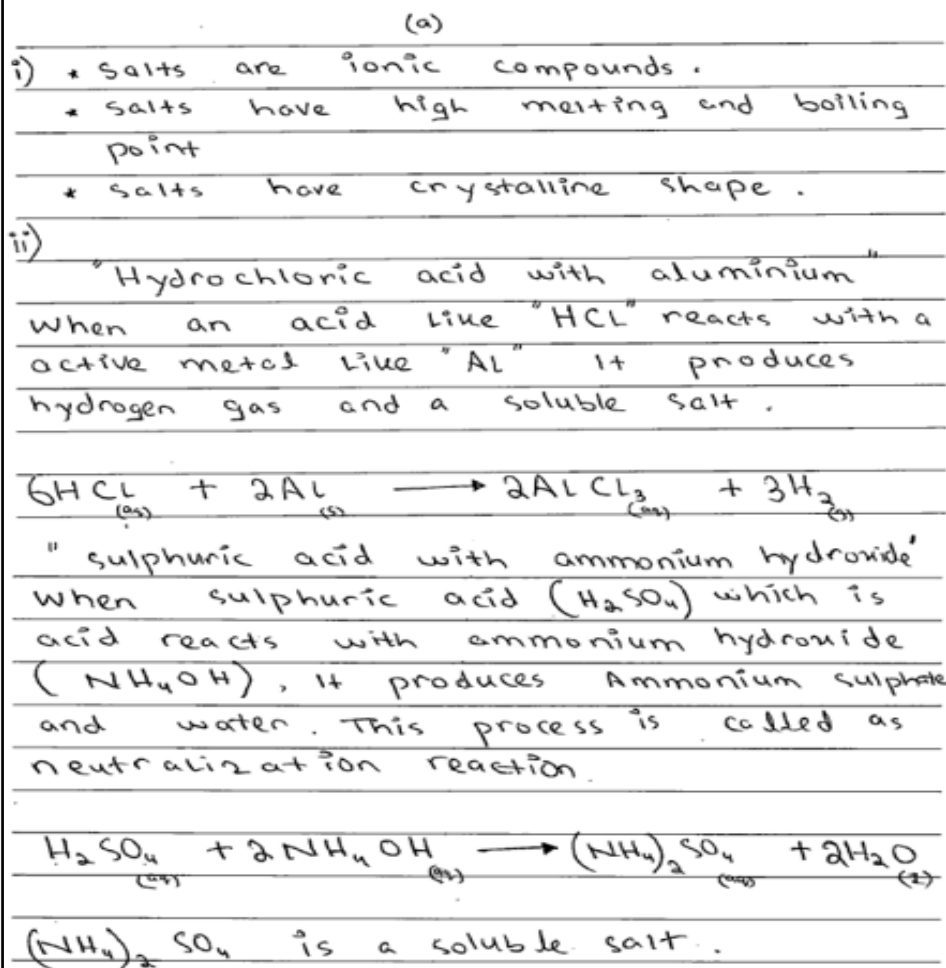 (a)
i) * Salts are ionic compounds.
* Salts have high melting and boiling
point
* Salts have crystalline shape.
ii)
"Hydrochloric acid with aluminium"
When an acid like "HCl" reacts with a
active metal like "Al" It produces
hydrogen gas and a soluble salt.
6HCl(aq) + 2Al(s) → 2AlCl₃(aq) + 3H₂(g)
"sulphuric acid with ammonium hydroxide'
When sulphuric acid (H₂SO₄) which is
acid reacts with ammonium hydroxide
(NH₄OH), It produces Ammonium sulphate
and water. This process is called as
neutralization reaction.
H₂SO₄(aq) + 2NH₄OH(aq) → (NH₄)₂SO₄(aq) + 2H₂O(l)
(NH₄)₂SO₄ is a soluble salt.